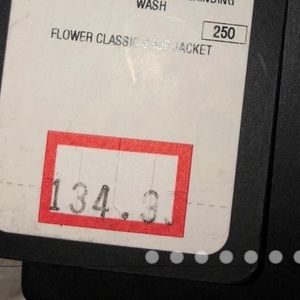 WASH
250
FLOWER CLASSIC JACKET
134.9